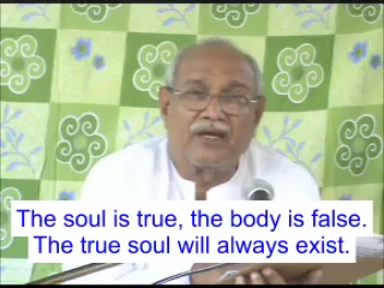 The soul is true, the body is false.
The true soul will always exist.